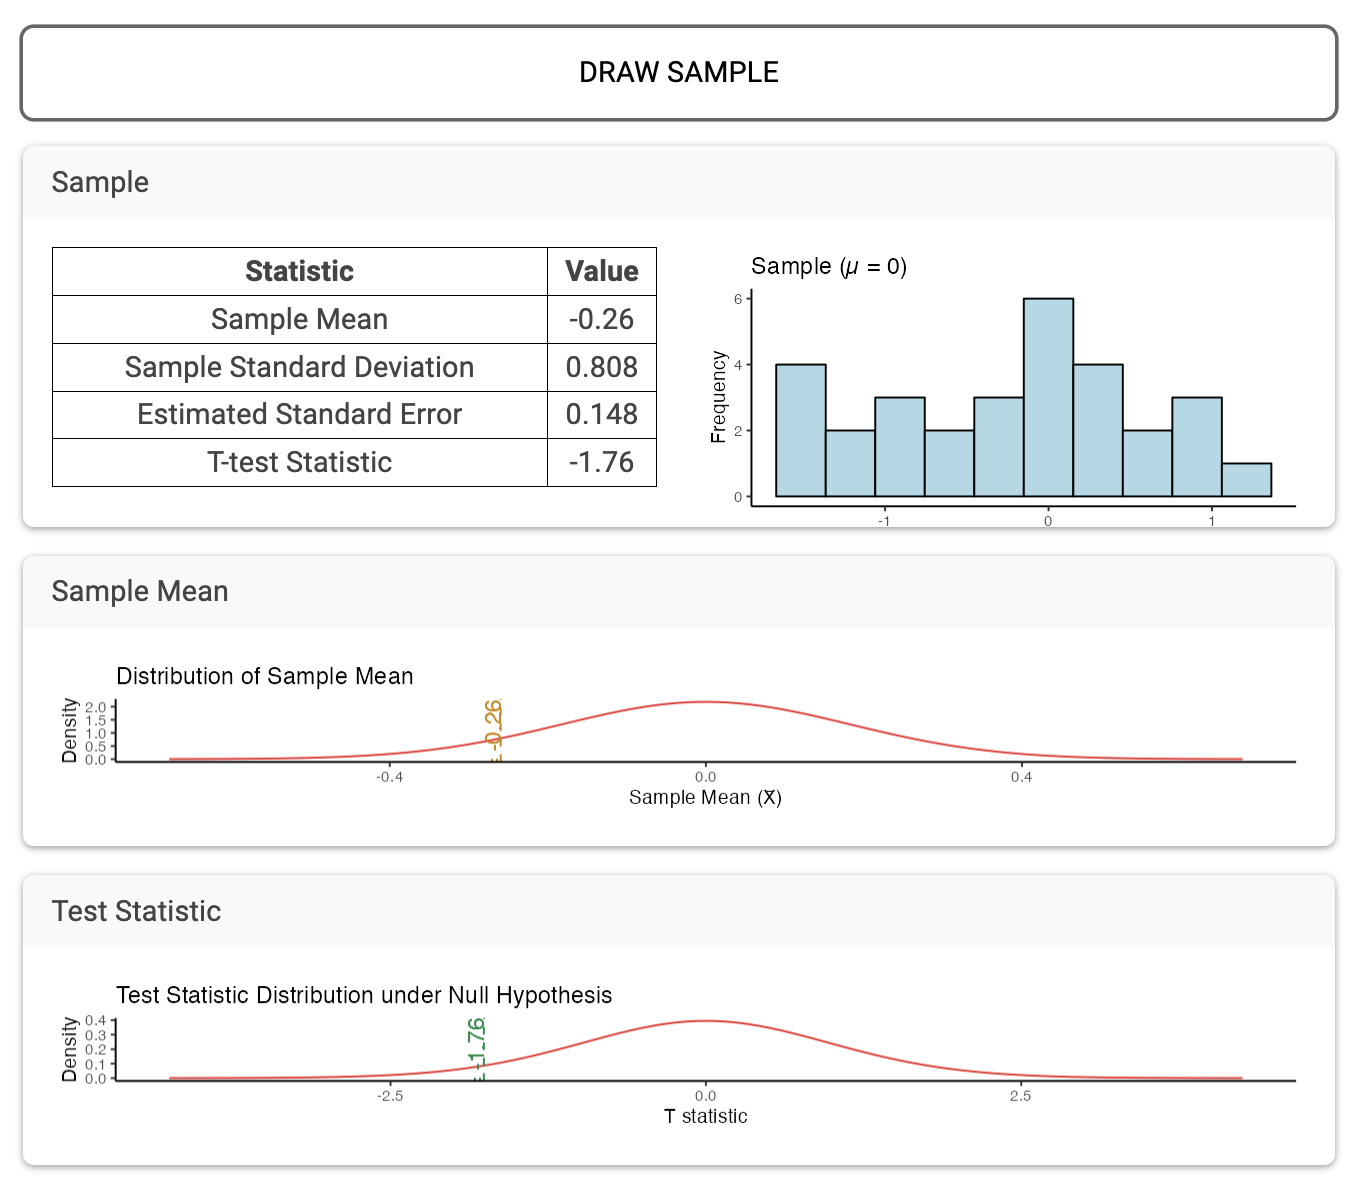 DRAW SAMPLE
Sample
Statistic Value
Sample Mean -0.26
Sample Standard Deviation 0.808
Estimated Standard Error 0.148
T-test Statistic -1.76
Sample (μ = 0)
Frequency
6
4
2
0
-1 0 1
Sample Mean
Distribution of Sample Mean
Density
2.0
1.5
1.0
0.5
0.0
-0.26
-0.4 0.0 0.4
Sample Mean (X̄)
Test Statistic
Test Statistic Distribution under Null Hypothesis
Density
0.4
0.3
0.2
0.1
0.0
-1.76
-2.5 0.0 2.5
T statistic